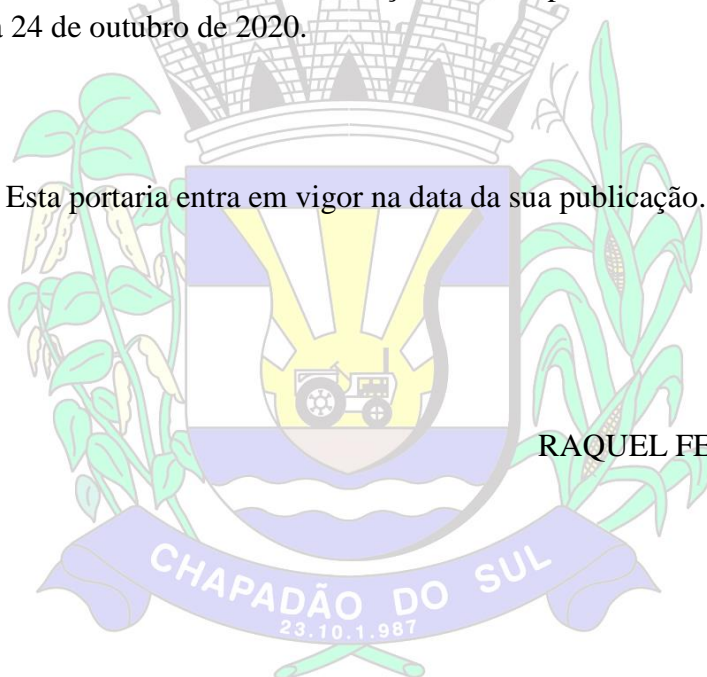 a 24 de outubro de 2020.
Esta portaria entra em vigor na data da sua publicação.
RAQUEL FE
CHAPADÃO DO SUL
23.10.1.987